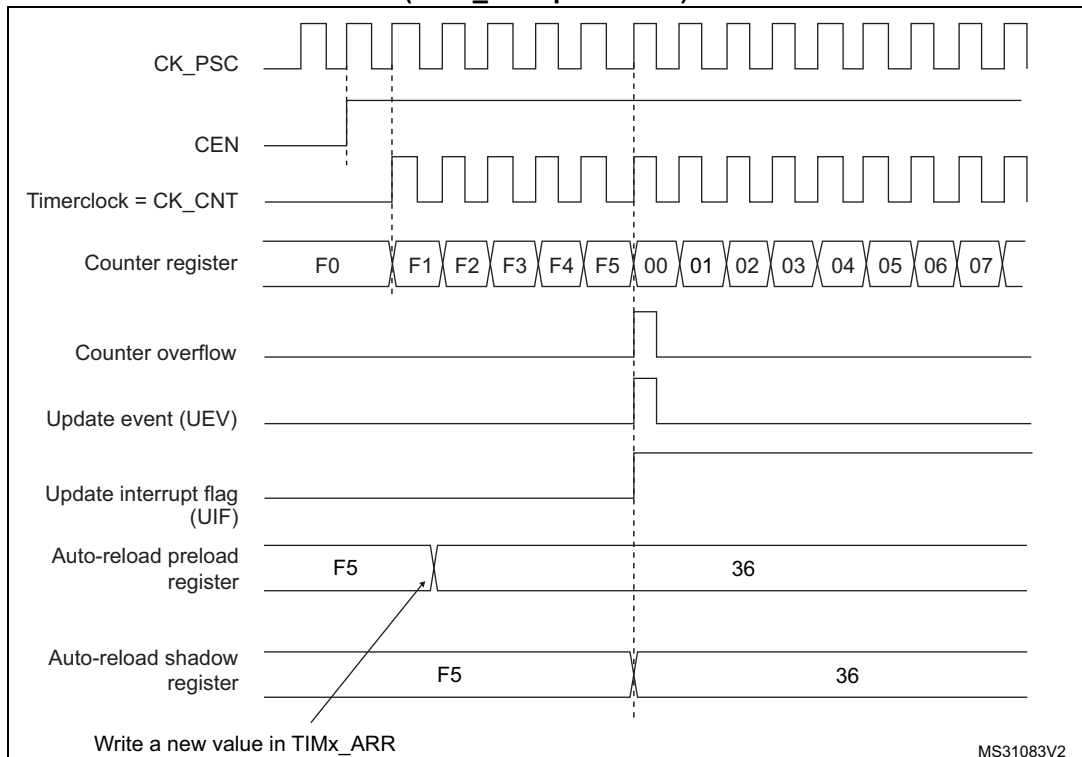 CK_PSC
CEN
Timerclock = CK_CNT
Counter register
F0 F1 F2 F3 F4 F5 00 01 02 03 04 05 06 07
Counter overflow
Update event (UEV)
Update interrupt flag
(UIF)
Auto-reload preload
register
F5 36
Auto-reload shadow
register
F5 36
Write a new value in TIMx_ARR
MS31083V2